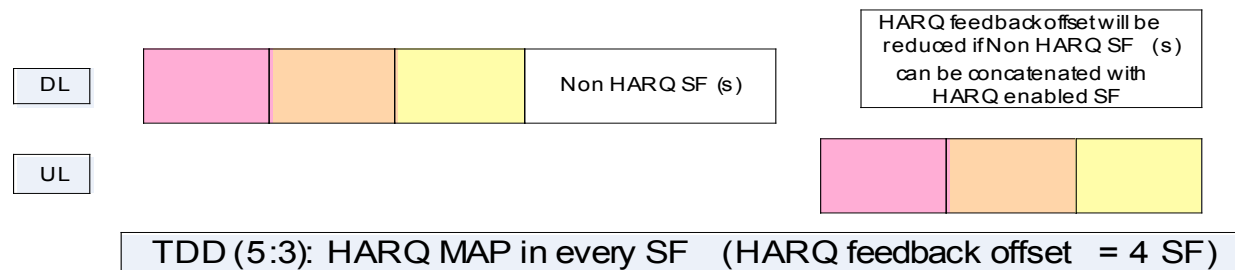 HARQ feedback offset will be
reduced if Non HARQ SF (s)
can be concatenated with
HARQ enabled SF
DL
Non HARQ SF (s)
UL
TDD (5:3): HARQ MAP in every SF (HARQ feedback offset = 4 SF)